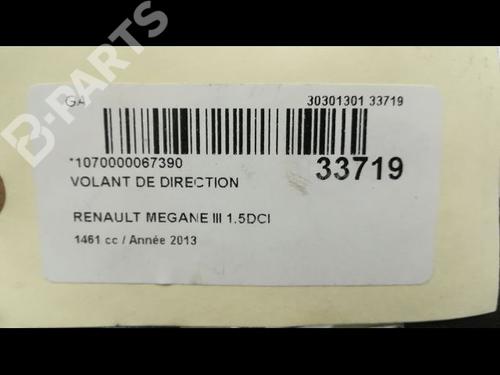 GA 30301301 33719
*1070000067390 33719
VOLANT DE DIRECTION
RENAULT MEGANE III 1.5DCI
1461 cc / Année 2013
B-PARTS